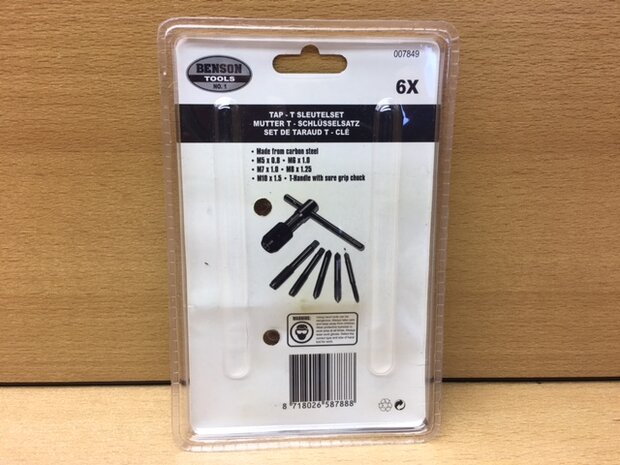 007849
BENSON
TOOLS
NO. 1
6X
TAP - T SLEUTELSET
MUTTER T - SCHLÜSSELSATZ
SET DE TARAUD T - CLÉ
• Made from carbon steel
• M5 x 0.8 • M6 x 1.0
• M7 x 1.0 • M8 x 1.25
• M10 x 1.5 • T-Handle with sure grip chuck
WARNING:
8 718026 587888